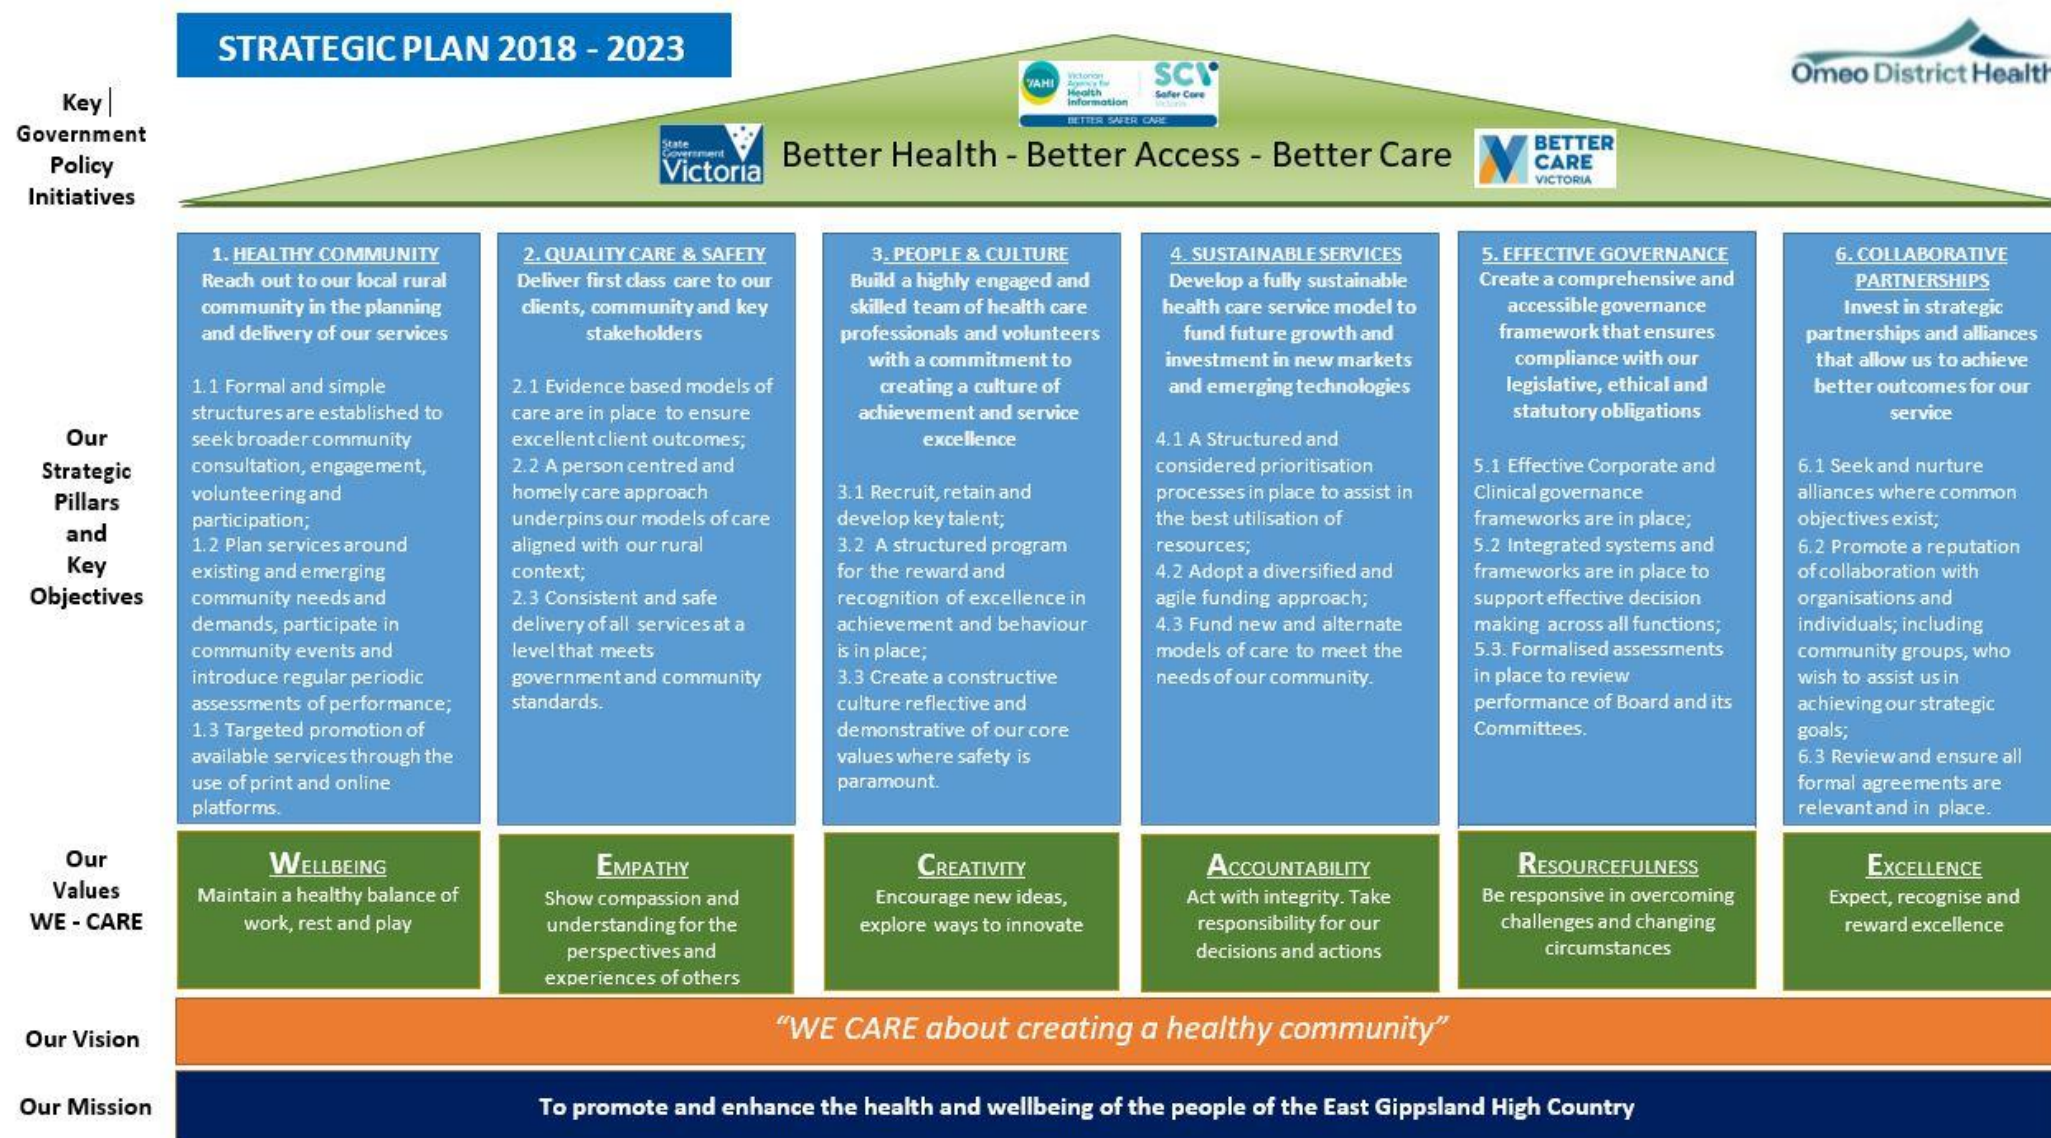 STRATEGIC PLAN 2018 - 2023
Omeo District Health
Key
Government
Policy
Initiatives
VAHI
Victorian
Agency for
Health
Information
SCV
Safer Care
Victoria
BETTER SAFER CARE
State
Government
Victoria
Better Health - Better Access - Better Care
BETTER
CARE
VICTORIA
Our
Strategic
Pillars
and
Key
Objectives
1. HEALTHY COMMUNITY
Reach out to our local rural
community in the planning
and delivery of our services
1.1 Formal and simple
structures are established to
seek broader community
consultation, engagement,
volunteering and
participation;
1.2 Plan services around
existing and emerging
community needs and
demands, participate in
community events and
introduce regular periodic
assessments of performance;
1.3 Targeted promotion of
available services through the
use of print and online
platforms.
2. QUALITY CARE & SAFETY
Deliver first class care to our
clients, community and key
stakeholders
2.1 Evidence based models of
care are in place to ensure
excellent client outcomes;
2.2 A person centred and
homely care approach
underpins our models of care
aligned with our rural
context;
2.3 Consistent and safe
delivery of all services at a
level that meets
government and community
standards.
3. PEOPLE & CULTURE
Build a highly engaged and
skilled team of health care
professionals and volunteers
with a commitment to
creating a culture of
achievement and service
excellence
3.1 Recruit, retain and
develop key talent;
3.2 A structured program
for the reward and
recognition of excellence in
achievement and behaviour
is in place;
3.3 Create a constructive
culture reflective and
demonstrative of our core
values where safety is
paramount.
4. SUSTAINABLE SERVICES
Develop a fully sustainable
health care service model to
fund future growth and
investment in new markets
and emerging technologies
4.1 A Structured and
considered prioritisation
processes in place to assist in
the best utilisation of
resources;
4.2 Adopt a diversified and
agile funding approach;
4.3 Fund new and alternate
models of care to meet the
needs of our community.
5. EFFECTIVE GOVERNANCE
Create a comprehensive and
accessible governance
framework that ensures
compliance with our
legislative, ethical and
statutory obligations
5.1 Effective Corporate and
Clinical governance
frameworks are in place;
5.2 Integrated systems and
frameworks are in place to
support effective decision
making across all functions;
5.3. Formalised assessments
in place to review
performance of Board and its
Committees.
6. COLLABORATIVE
PARTNERSHIPS
Invest in strategic
partnerships and alliances
that allow us to achieve
better outcomes for our
service
6.1 Seek and nurture
alliances where common
objectives exist;
6.2 Promote a reputation
of collaboration with
organisations and
individuals; including
community groups, who
wish to assist us in
achieving our strategic
goals;
6.3 Review and ensure all
formal agreements are
relevant and in place.
Our
Values
WE - CARE
WELLBEING
Maintain a healthy balance of
work, rest and play
EMPATHY
Show compassion and
understanding for the
perspectives and
experiences of others
CREATIVITY
Encourage new ideas,
explore ways to innovate
ACCOUNTABILITY
Act with integrity. Take
responsibility for our
decisions and actions
RESOURCEFULNESS
Be responsive in overcoming
challenges and changing
circumstances
EXCELLENCE
Expect, recognise and
reward excellence
Our Vision
“WE CARE about creating a healthy community”
Our Mission
To promote and enhance the health and wellbeing of the people of the East Gippsland High Country